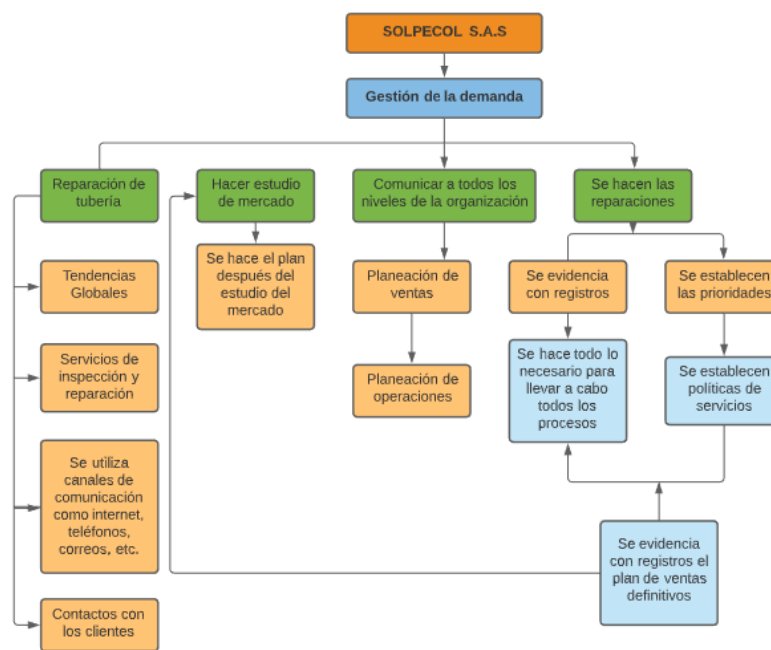 SOLPECOL S.A.S
Gestión de la demanda
Reparación de
tubería
Hacer estudio
de mercado
Comunicar a todos los
niveles de la organización
Se hacen las
reparaciones
Tendencias
Globales
Se hace el plan
después del
estudio del
mercado
Planeación de
ventas
Se evidencia
con registros
Se establecen
las prioridades
Servicios de
inspección y
reparación
Planeación de
operaciones
Se hace todo lo
necesario para
llevar a cabo
todos los
procesos
Se establecen
políticas de
servicios
Se utiliza
canales de
comunicación
como internet,
teléfonos,
correos, etc.
Se evidencia
con registros el
plan de ventas
definitivos
Contactos con
los clientes